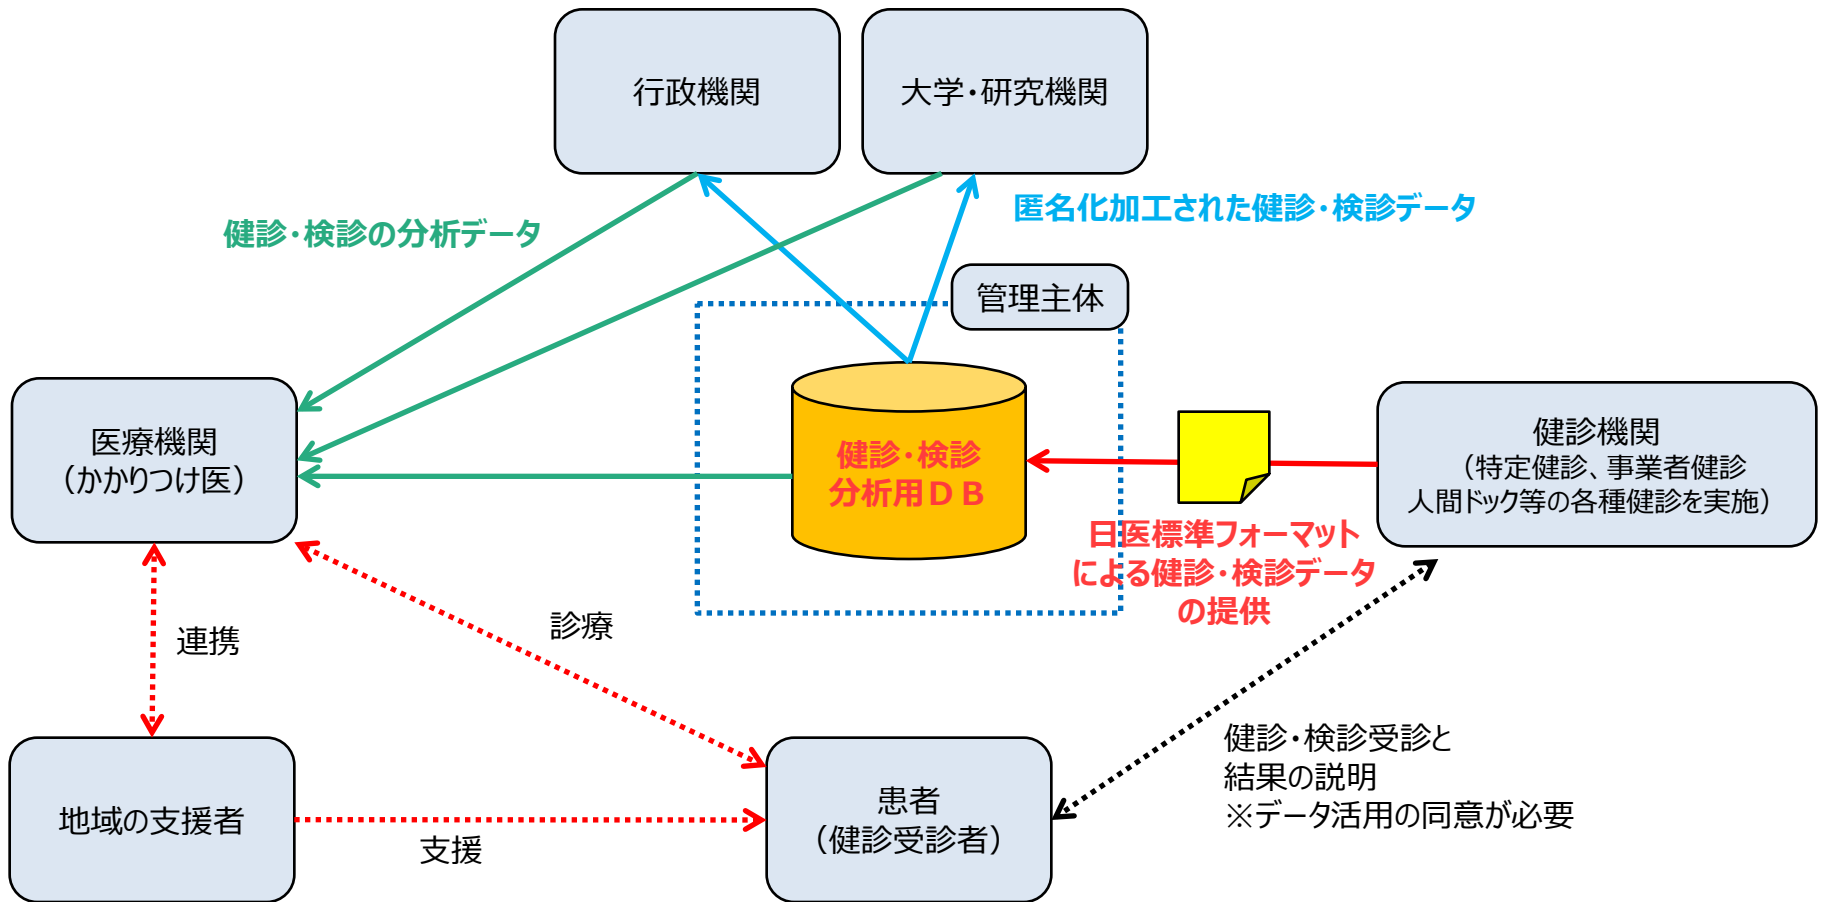 行政機関
大学・研究機関
匿名化加工された健診・検診データ
健診・検診の分析データ
管理主体
医療機関
（かかりつけ医）
健診・検診
分析用ＤＢ
健診機関
（特定健診、事業者健診
人間ドック等の各種健診を実施）
日医標準フォーマット
による健診・検診データ
の提供
連携
診療
健診・検診受診と
結果の説明
※データ活用の同意が必要
地域の支援者
支援
患者
（健診受診者）